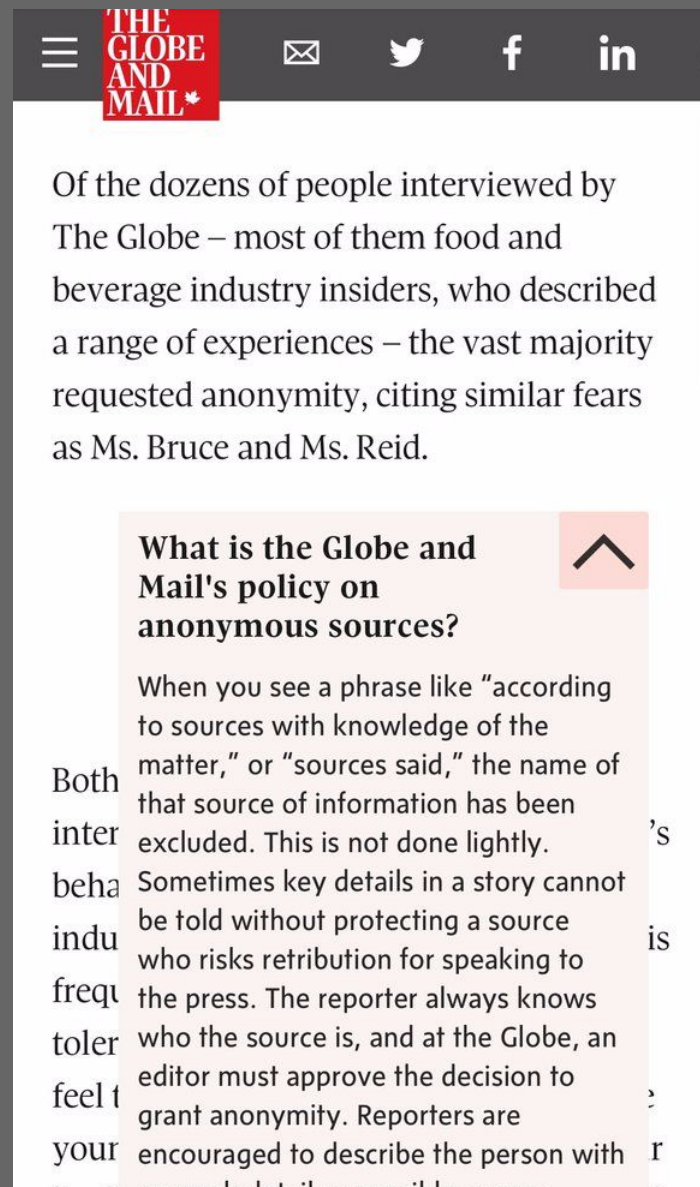 THE
GLOBE
AND
MAIL
Of the dozens of people interviewed by
The Globe – most of them food and
beverage industry insiders, who described
a range of experiences – the vast majority
requested anonymity, citing similar fears
as Ms. Bruce and Ms. Reid.
What is the Globe and
Mail's policy on
anonymous sources?
When you see a phrase like “according
to sources with knowledge of the
matter,” or “sources said,” the name of
that source of information has been
excluded. This is not done lightly.
Sometimes key details in a story cannot
be told without protecting a source
who risks retribution for speaking to
the press. The reporter always knows
who the source is, and at the Globe, an
editor must approve the decision to
grant anonymity. Reporters are
encouraged to describe the person with
Both
inter ’s
beha
indu is
frequ
toler
feel t e
your r